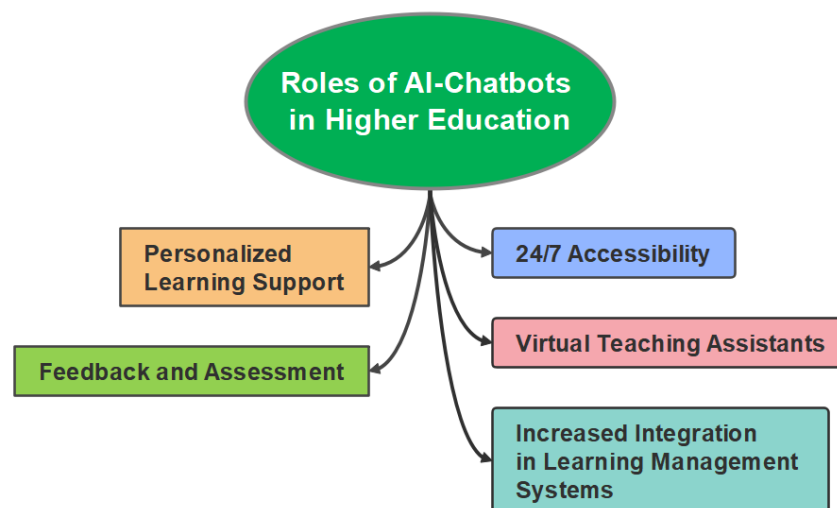 Roles of AI-Chatbots
in Higher Education
Personalized
Learning Support
24/7 Accessibility
Feedback and Assessment
Virtual Teaching Assistants
Increased Integration
in Learning Management
Systems